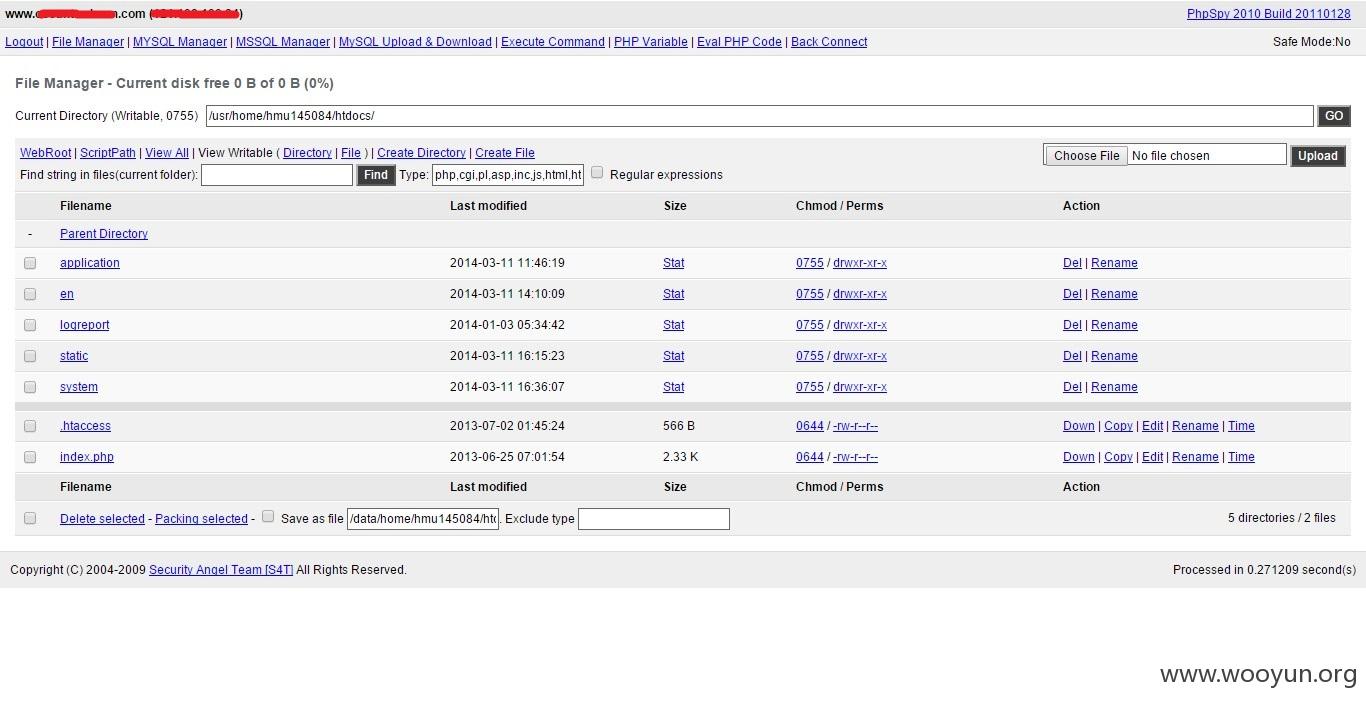 www. .com ( )
PhpSpy 2010 Build 20110128
Logout | File Manager | MYSQL Manager | MSSQL Manager | MySQL Upload & Download | Execute Command | PHP Variable | Eval PHP Code | Back Connect
Safe Mode:No
File Manager - Current disk free 0 B of 0 B (0%)
Current Directory (Writable, 0755) /usr/home/hmu145084/htdocs/ GO
WebRoot | ScriptPath | View All | View Writable ( Directory | File ) | Create Directory | Create File
Choose File No file chosen Upload
Find string in files(current folder): Find Type: php,cgi,pl,asp,inc,js,html,ht Regular expressions
Filename Last modified Size Chmod / Perms Action
- Parent Directory
application 2014-03-11 11:46:19 Stat 0755 / drwxr-xr-x Del | Rename
en 2014-03-11 14:10:09 Stat 0755 / drwxr-xr-x Del | Rename
logreport 2014-01-03 05:34:42 Stat 0755 / drwxr-xr-x Del | Rename
static 2014-03-11 16:15:23 Stat 0755 / drwxr-xr-x Del | Rename
system 2014-03-11 16:36:07 Stat 0755 / drwxr-xr-x Del | Rename
.htaccess 2013-07-02 01:45:24 566 B 0644 / -rw-r--r-- Down | Copy | Edit | Rename | Time
index.php 2013-06-25 07:01:54 2.33 K 0644 / -rw-r--r-- Down | Copy | Edit | Rename | Time
Filename Last modified Size Chmod / Perms Action
Delete selected - Packing selected - Save as file /data/home/hmu145084/htc . Exclude type 5 directories / 2 files
Copyright (C) 2004-2009 Security Angel Team [S4T] All Rights Reserved.
Processed in 0.271209 second(s)
www.wooyun.org